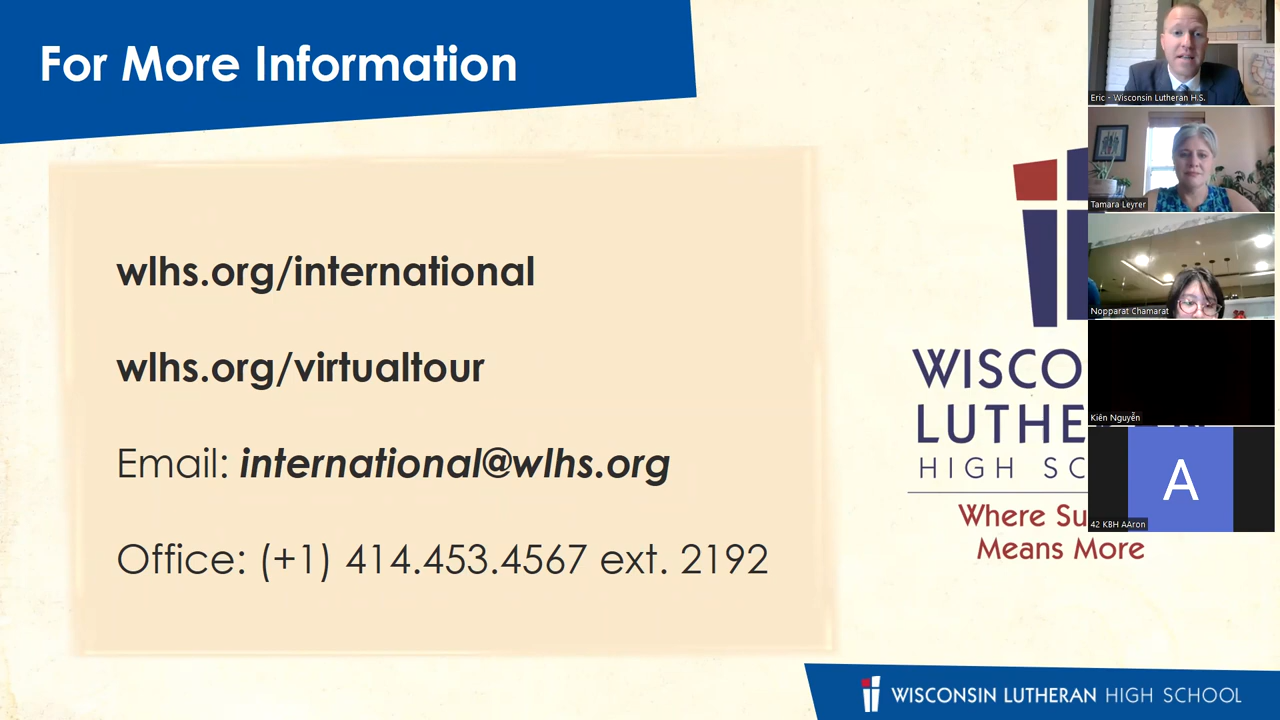 For More Information
wlhs.org/international
wlhs.org/virtualtour
Email: international@wlhs.org
Office: (+1) 414.453.4567 ext. 2192
WISCO
LUTHE
HIGH SC
Where Su
Means More
Eric - Wisconsin Lutheran H.S.
Tamara Leyrer
Nopparat Chamarat
Kiên Nguyễn
A
42 KBH AAron
WISCONSIN LUTHERAN HIGH SCHOOL